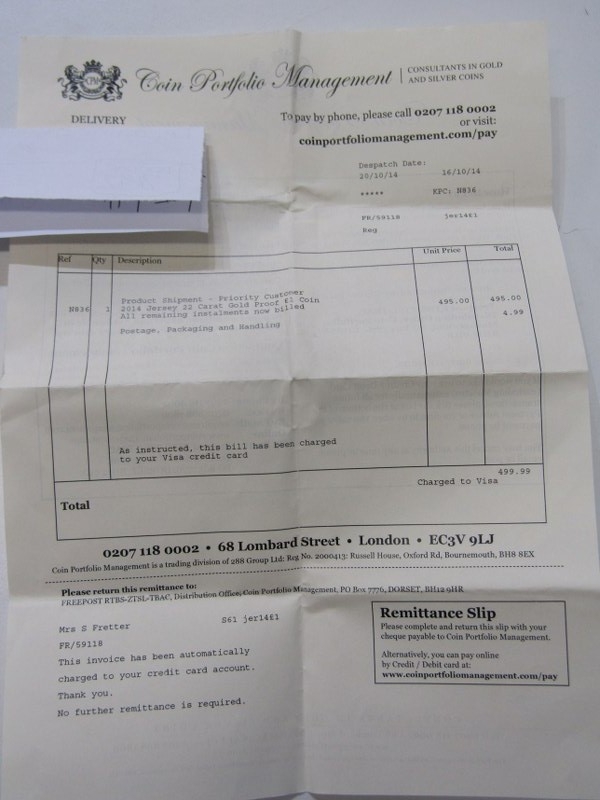 CPM
Coin Portfolio Management
CONSULTANTS IN GOLD
AND SILVER COINS
DELIVERY
To pay by phone, please call 0207 118 0002
or visit:
coinportfoliomanagement.com/pay
Despatch Date:
20/10/14 16/10/14
***** KPC: N836
FR/59118 jer14£1
Reg
Ref Qty Description Unit Price Total
Product Shipment - Priority Customer
N836 1 2014 Jersey 22 Carat Gold Proof £1 Coin 495.00 495.00
All remaining instalments now billed 4.99
Postage, Packaging and Handling
As instructed, this bill has been charged
to your Visa credit card
499.99
Charged to Visa
Total
0207 118 0002 • 68 Lombard Street • London • EC3V 9LJ
Coin Portfolio Management is a trading division of 288 Group Ltd: Reg No. 2000413: Russell House, Oxford Rd, Bournemouth, BH8 8EX
Please return this remittance to:
FREEPOST RTBS-ZTSL-TBAC, Distribution Office, Coin Portfolio Management, PO Box 7776, DORSET, BH12 9HR
Mrs S Fretter S61 jer14£1
FR/59118
This invoice has been automatically
charged to your credit card account.
Thank you.
No further remittance is required.
Remittance Slip
Please complete and return this slip with your
cheque payable to Coin Portfolio Management.
Alternatively, you can pay online
by Credit / Debit card at:
www.coinportfoliomanagement.com/pay